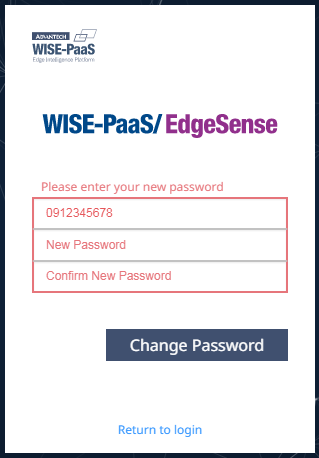 ADVANTECH
WISE-PaaS
Edge Intelligence Platform
WISE-PaaS/ EdgeSense
Please enter your new password
0912345678
New Password
Confirm New Password
Change Password
Return to login